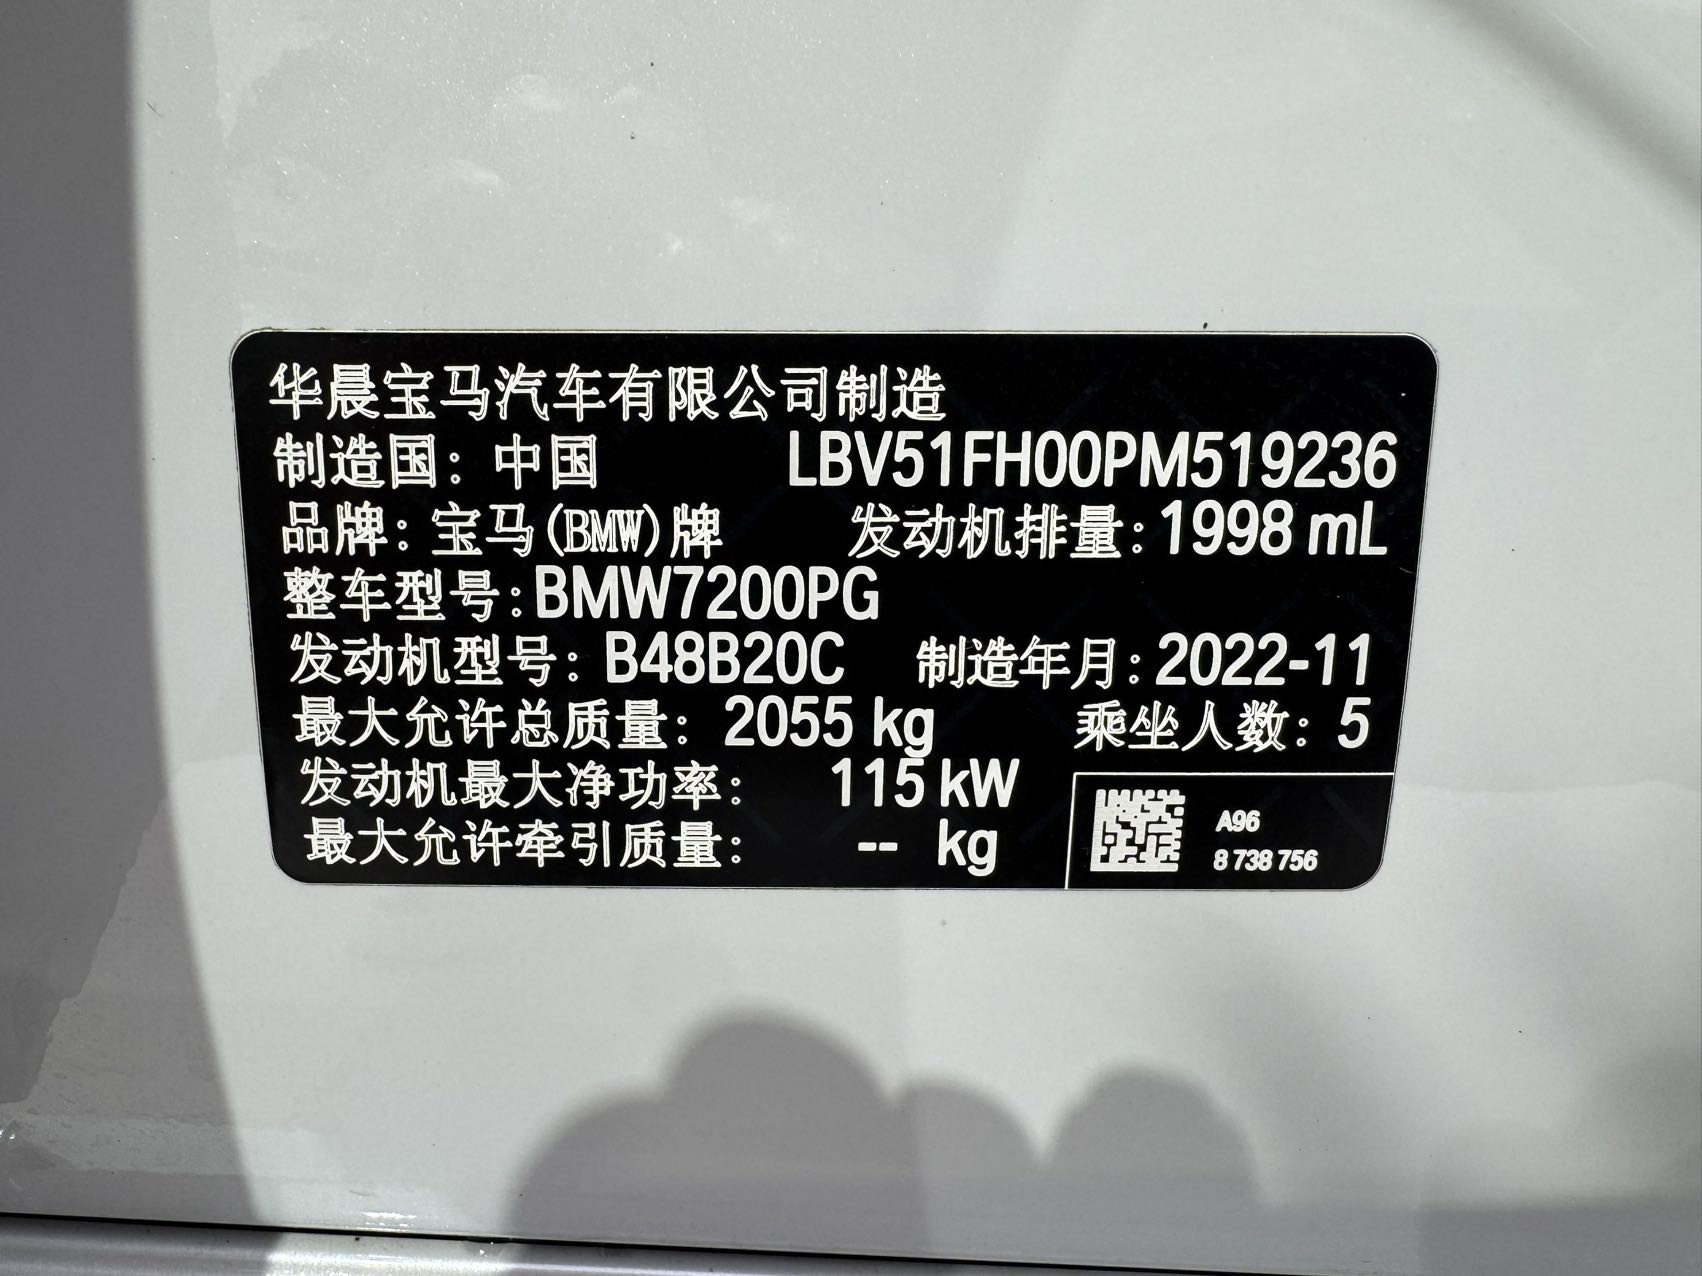 华晨宝马汽车有限公司制造
制造国：中国 LBV51FH00PM519236
品牌：宝马(BMW)牌 发动机排量：1998 mL
整车型号：BMW7200PG
发动机型号：B48B20C 制造年月：2022-11
最大允许总质量：2055 kg 乘坐人数：5
发动机最大净功率：115 kW
最大允许牵引质量：-- kg
A96
8 738 756